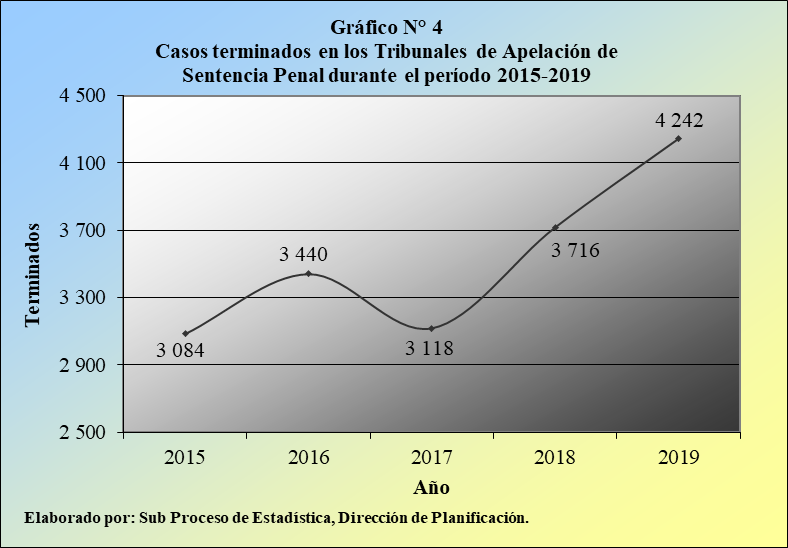 Gráfico N° 4
Casos terminados en los Tribunales de Apelación de
Sentencia Penal durante el período 2015-2019
4 500
4 242
4 100
Terminados
3 700
3 716
3 440
3 300
3 084
3 118
2 900
2 500
2015 2016 2017 2018 2019
Año
Elaborado por: Sub Proceso de Estadística, Dirección de Planificación.